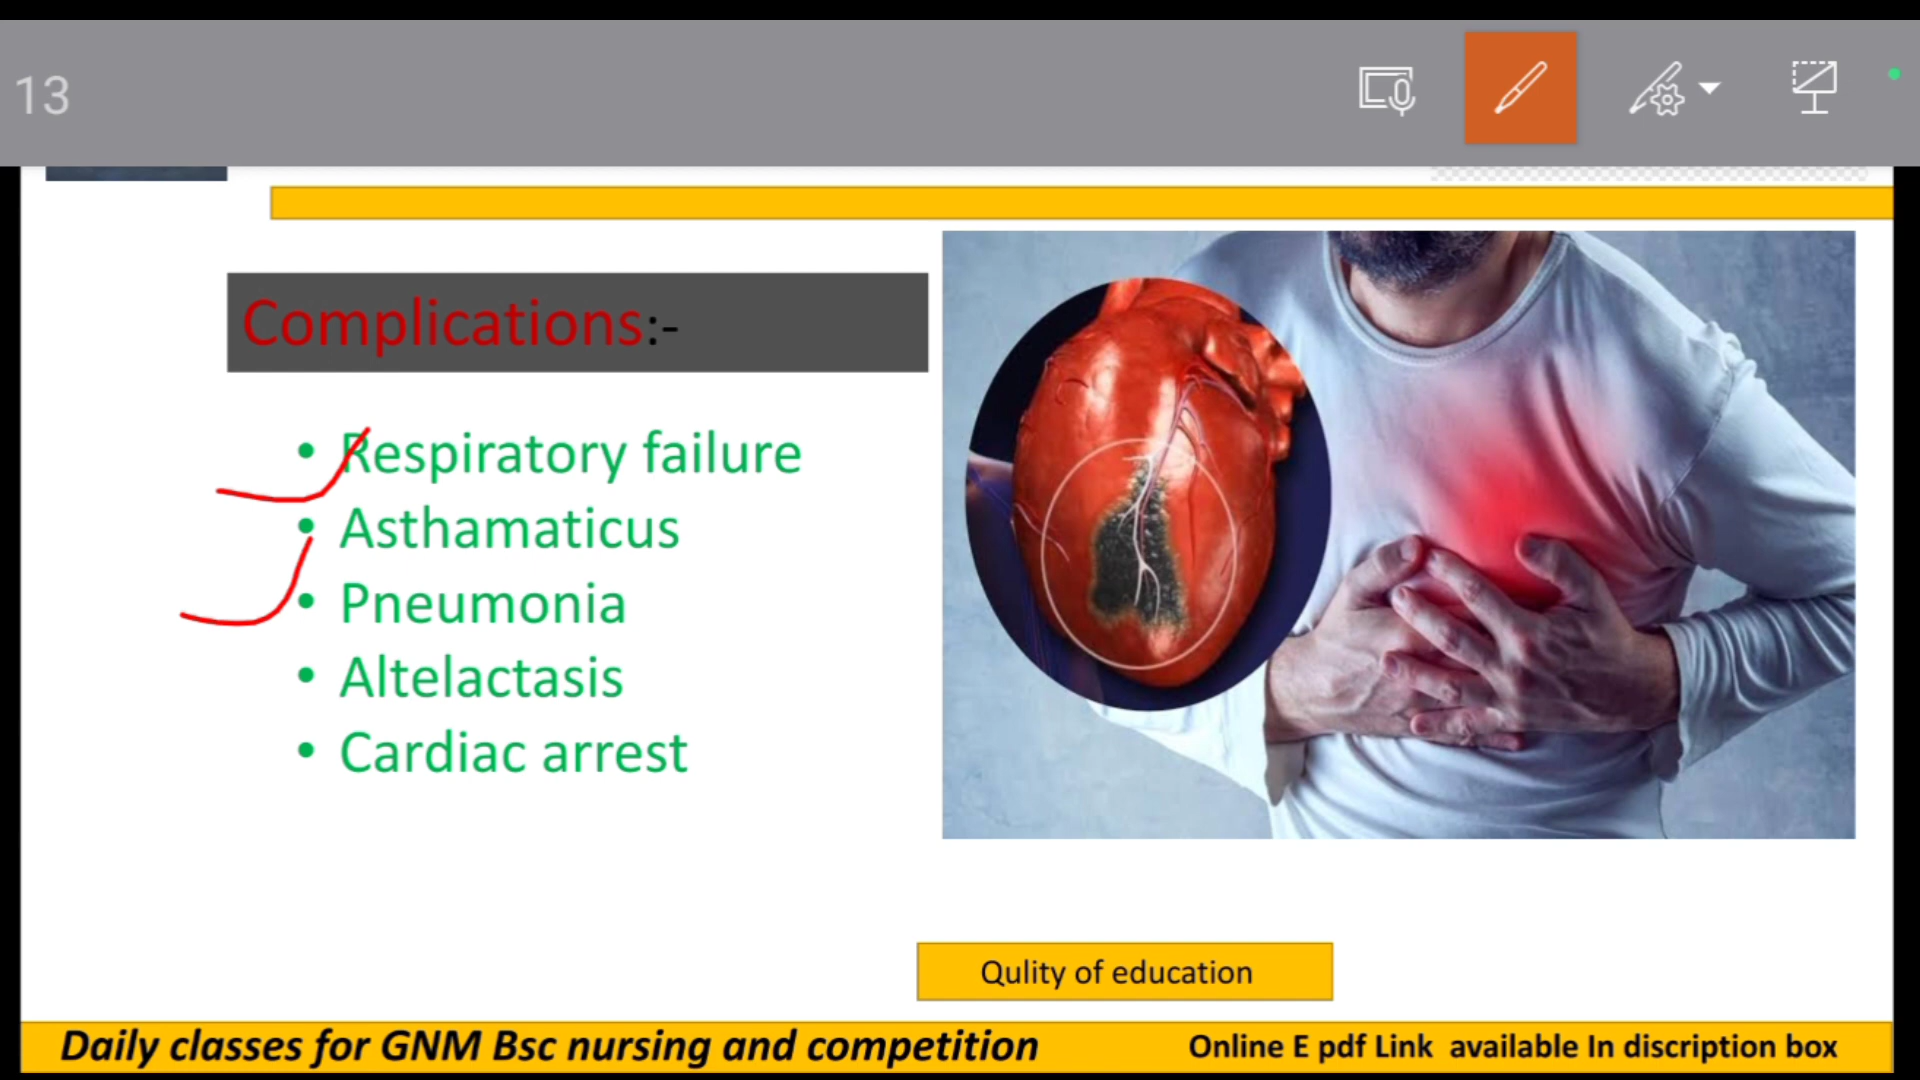 13
Complications:-
• Respiratory failure
• Asthamaticus
• Pneumonia
• Altelactasis
• Cardiac arrest
Qulity of education
Daily classes for GNM Bsc nursing and competition
Online E pdf Link available In discription box